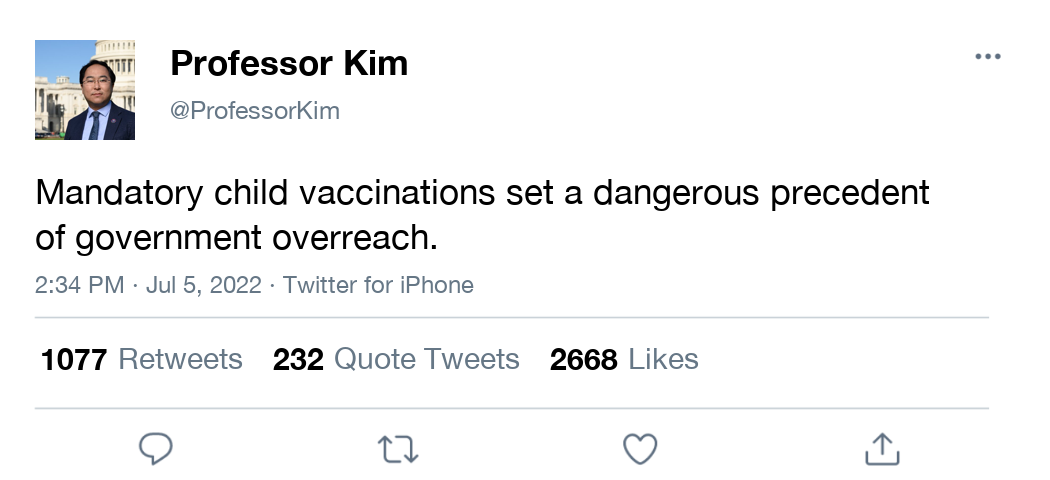 Professor Kim
@ProfessorKim
Mandatory child vaccinations set a dangerous precedent
of government overreach.
2:34 PM · Jul 5, 2022 · Twitter for iPhone
1077 Retweets 232 Quote Tweets 2668 Likes